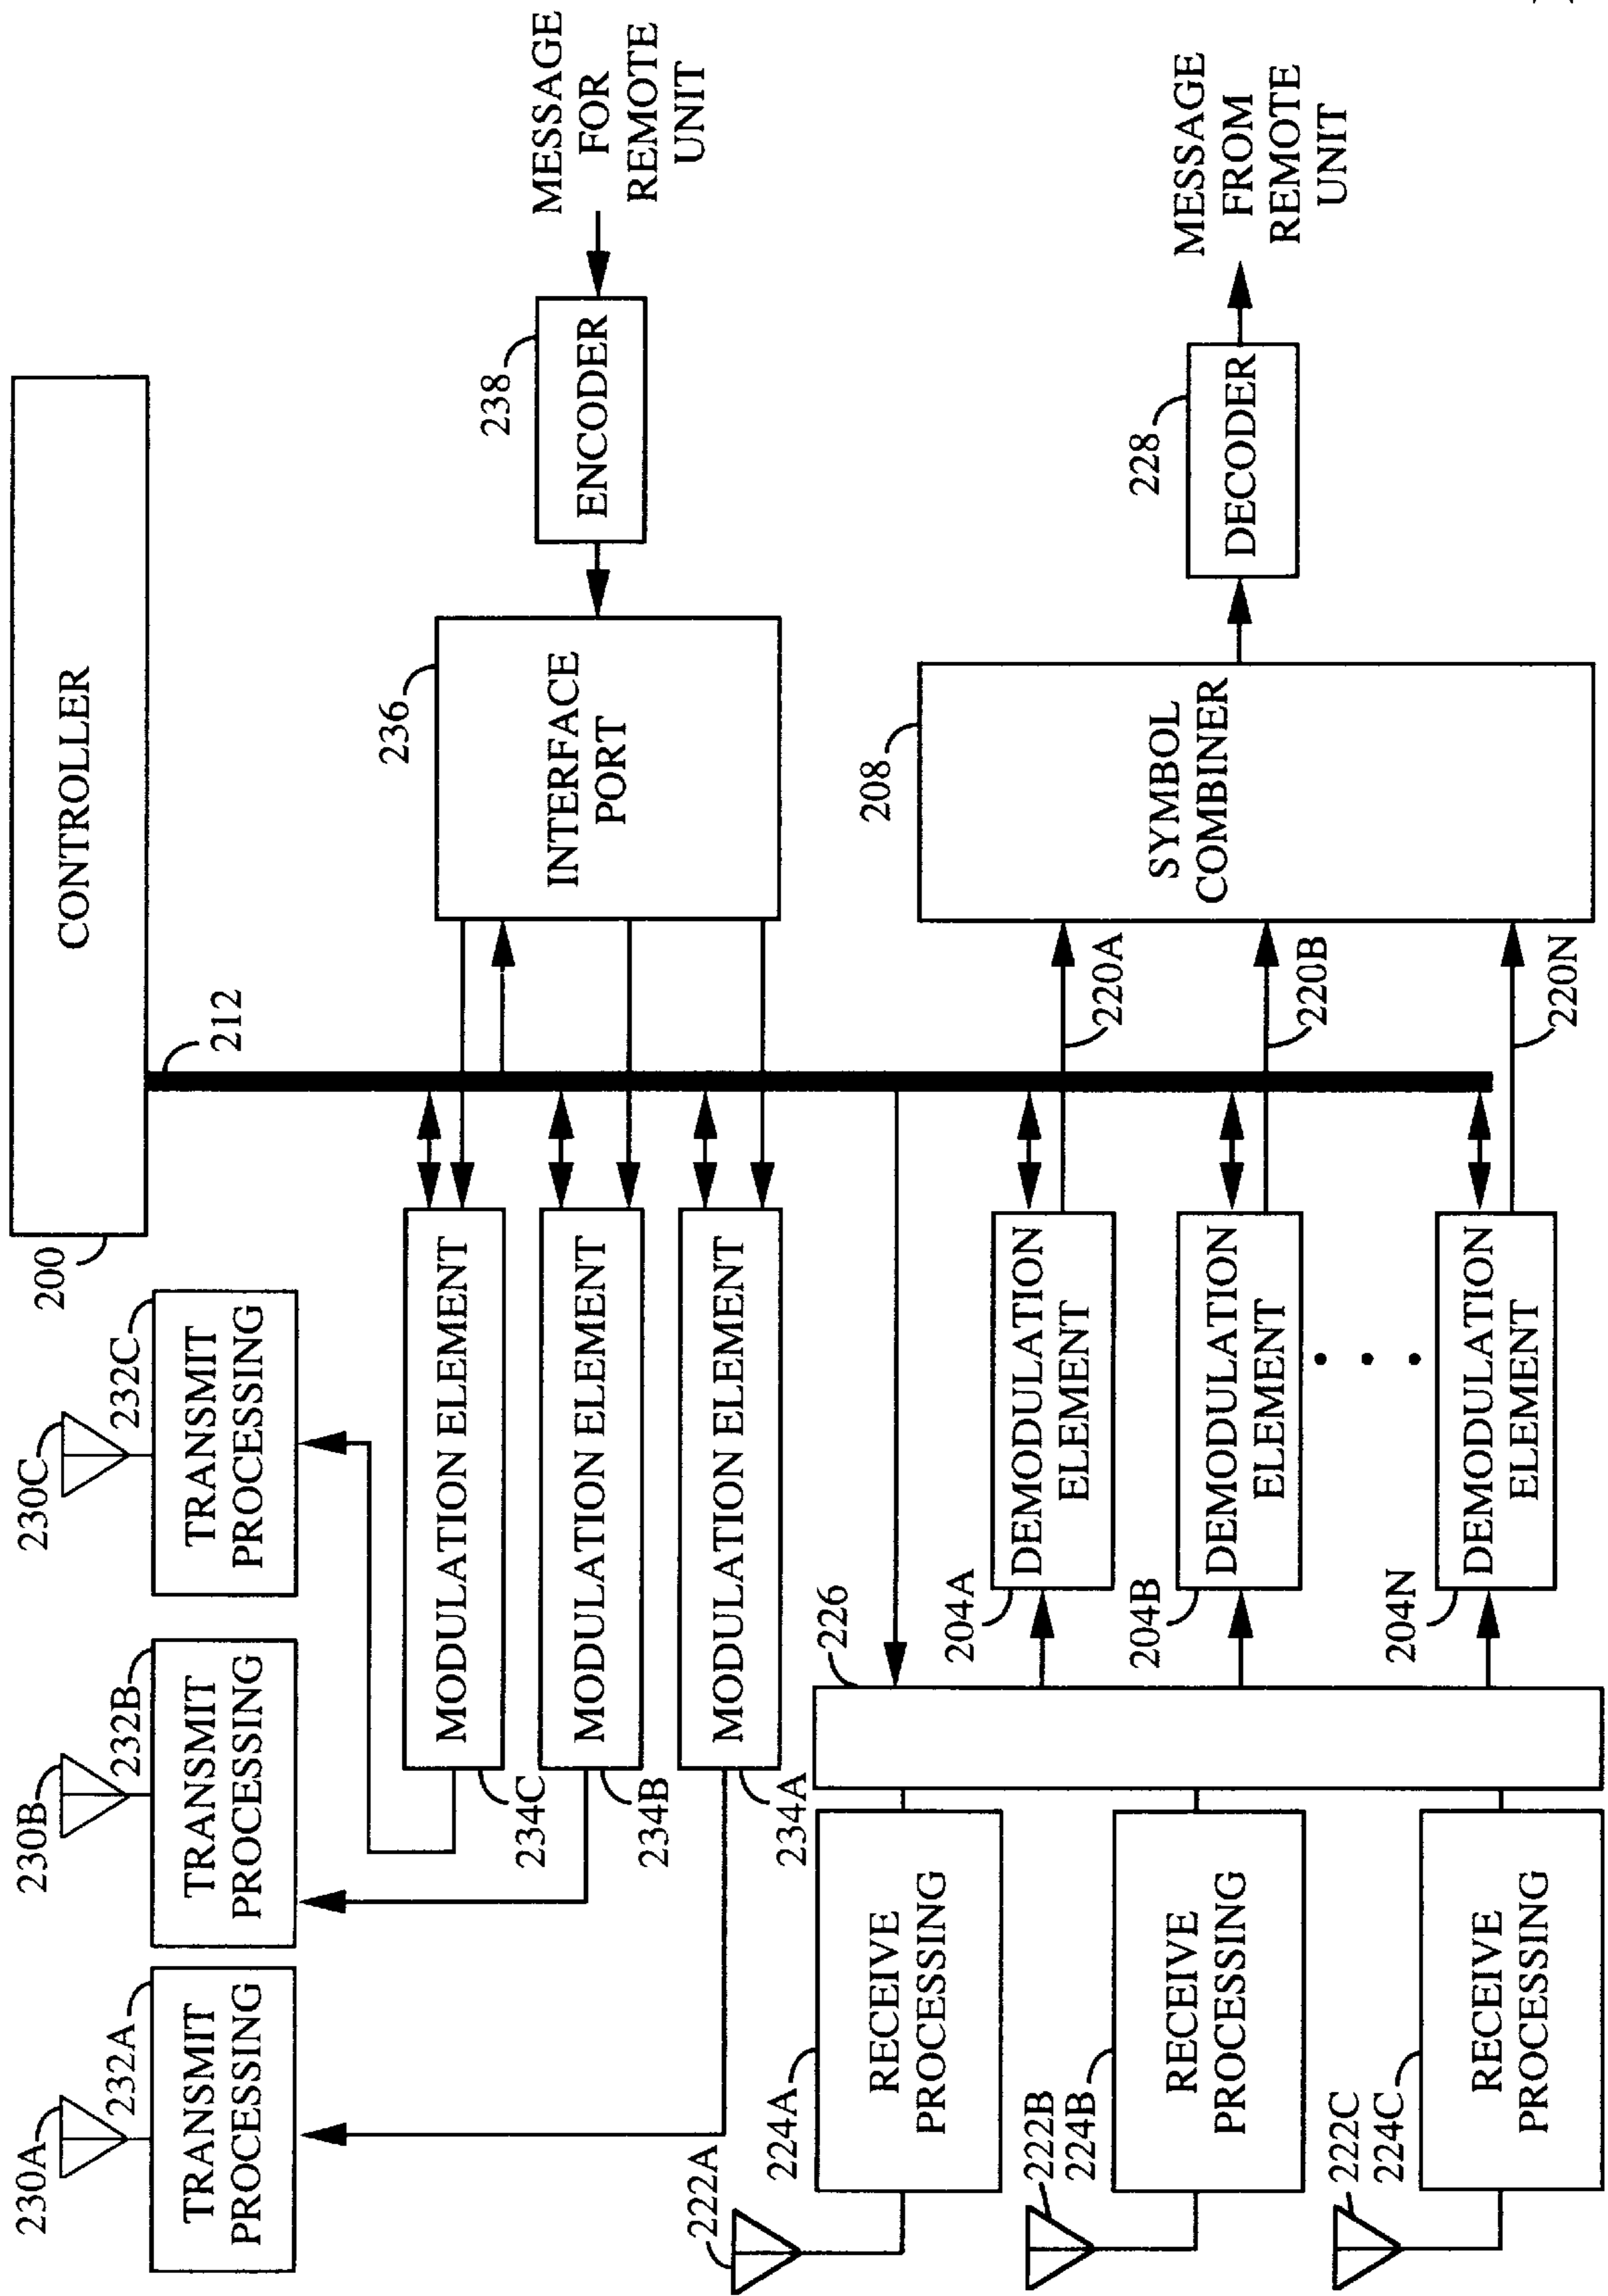 230A
232A
TRANSMIT
PROCESSING
230B
232B
TRANSMIT
PROCESSING
230C
232C
TRANSMIT
PROCESSING
200
CONTROLLER
212
234C
MODULATION ELEMENT
234B
MODULATION ELEMENT
234A
MODULATION ELEMENT
236
INTERFACE
PORT
238
ENCODER
MESSAGE
FOR
REMOTE
UNIT
222A
224A
RECEIVE
PROCESSING
222B
224B
RECEIVE
PROCESSING
222C
224C
RECEIVE
PROCESSING
226
204A
DEMODULATION
ELEMENT
204B
DEMODULATION
ELEMENT
204N
DEMODULATION
ELEMENT
220A
220B
220N
208
SYMBOL
COMBINER
228
DECODER
MESSAGE
FROM
REMOTE
UNIT